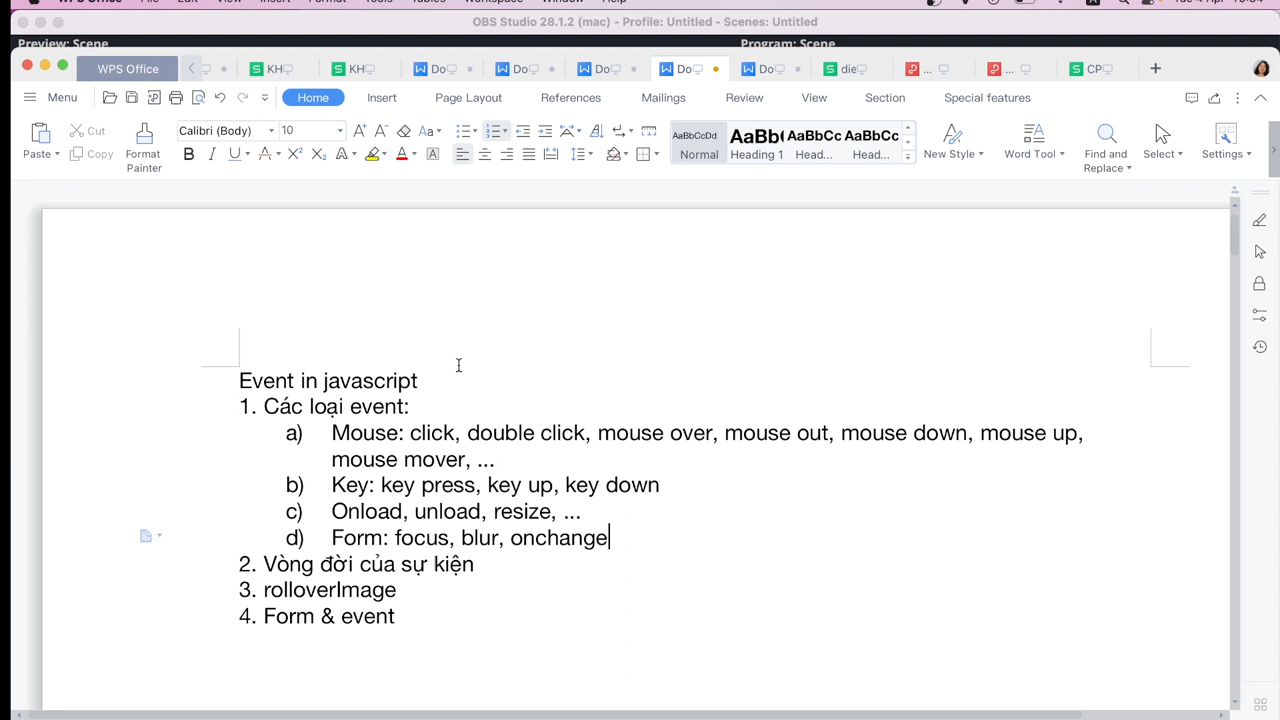 OBS Studio 28.1.2 (mac) - Profile: Untitled - Scenes: Untitled
Preview: Scene Program: Scene
WPS Office KH KH Do Do Do Do Do die ... ... CP
Menu Home Insert Page Layout References Mailings Review View Section Special features
Paste Cut Copy Format Painter
Calibri (Body) 10
AaBbCcDd AaBb( AaBbCc AaBbCc
Normal Heading 1 Head... Head...
New Style Word Tool Find and Replace Select Settings
Event in javascript
1. Các loại event:
a) Mouse: click, double click, mouse over, mouse out, mouse down, mouse up,
mouse mover, ...
b) Key: key press, key up, key down
c) Onload, unload, resize, ...
d) Form: focus, blur, onchange
2. Vòng đời của sự kiện
3. rolloverImage
4. Form & event